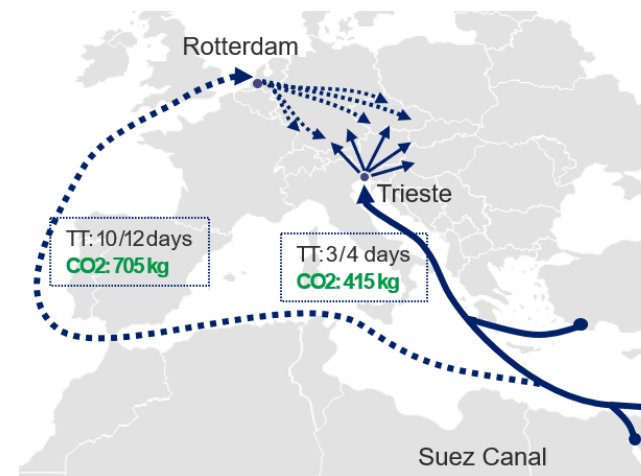 Rotterdam
Trieste
TT: 10/12 days
CO2: 705 kg
TT: 3/4 days
CO2: 415 kg
Suez Canal